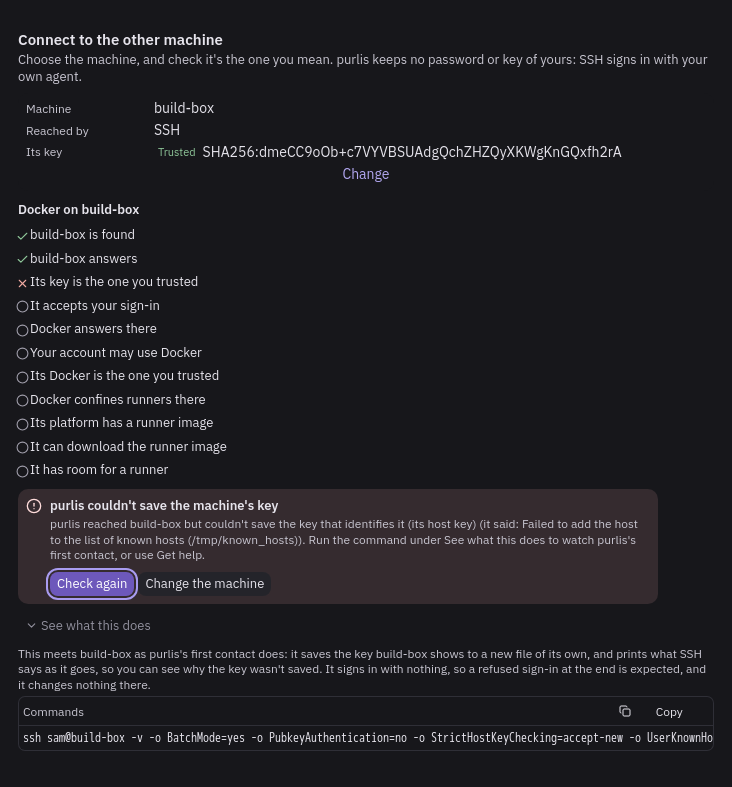 Connect to the other machine
Choose the machine, and check it's the one you mean. purlis keeps no password or key of yours: SSH signs in with your
own agent.
Machine build-box
Reached by SSH
Its key Trusted SHA256:dmeCC9oOb+c7VYVBSUAdgQchZHZQyXKWgKnGQxfh2rA
Change
Docker on build-box
build-box is found
build-box answers
Its key is the one you trusted
It accepts your sign-in
Docker answers there
Your account may use Docker
Its Docker is the one you trusted
Docker confines runners there
Its platform has a runner image
It can download the runner image
It has room for a runner
purlis couldn't save the machine's key
purlis reached build-box but couldn't save the key that identifies it (its host key) (it said: Failed to add the host
to the list of known hosts (/tmp/known_hosts)). Run the command under See what this does to watch purlis's
first contact, or use Get help.
Check again Change the machine
See what this does
This meets build-box as purlis's first contact does: it saves the key build-box shows to a new file of its own, and prints what SSH
says as it goes, so you can see why the key wasn't saved. It signs in with nothing, so a refused sign-in at the end is expected, and
it changes nothing there.
Commands Copy
ssh sam@build-box -v -o BatchMode=yes -o PubkeyAuthentication=no -o StrictHostKeyChecking=accept-new -o UserKnownHo